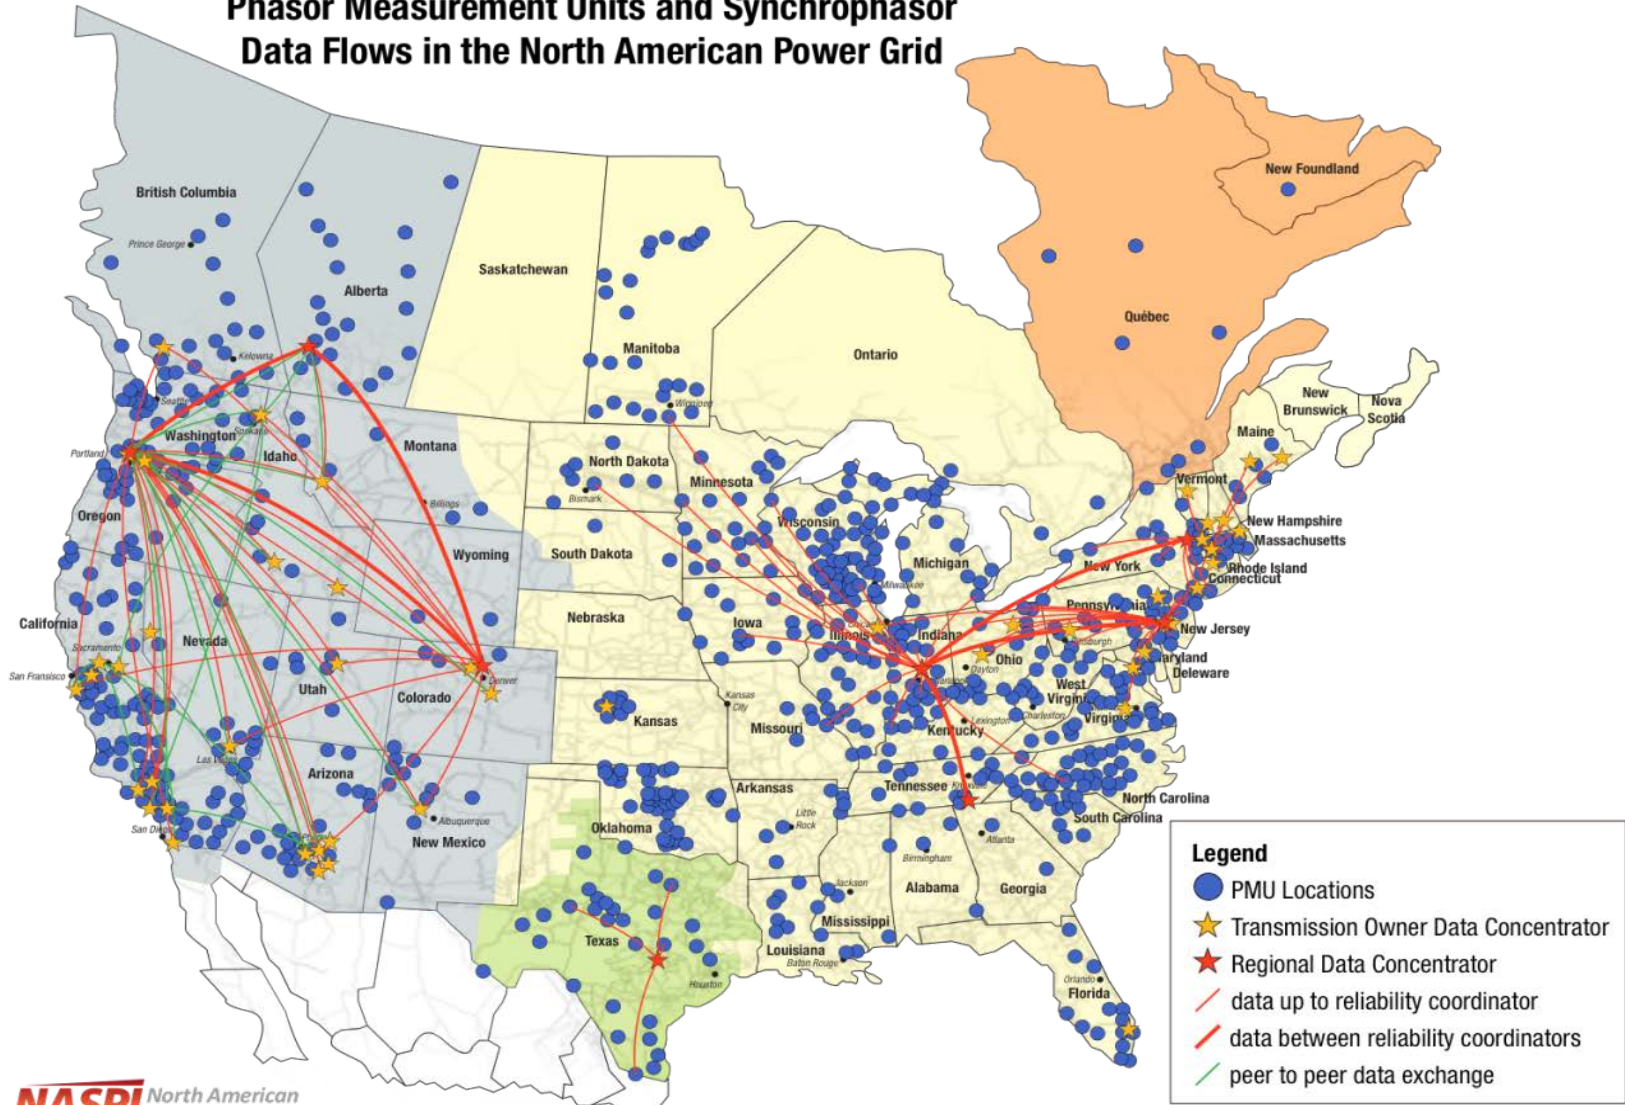 Phasor Measurement Units and Synchrophasor
Data Flows in the North American Power Grid
New Foundland
British Columbia
Prince George
Saskatchewan
Alberta
Québec
Manitoba
Ontario
Kelowna
New
Brunswick
Nova
Scotia
Winnipeg
Seattle
Maine
Washington
Spokane
Montana
Portland
Idaho
North Dakota
Minnesota
Vermont
Bismark
Billings
Oregon
Wisconsin
New Hampshire
Massachusetts
Wyoming
South Dakota
Michigan
New York
Rhode Island
Connecticut
Milwaukee
Pennsylvania
Nebraska
Iowa
California
Illinois
Indiana
New Jersey
Nevada
Sacramento
Ohio
Maryland
Dayton
Delaware
San Fransisco
Denver
Utah
West
Virginia
Colorado
Kansas
City
Charleston
Virginia
Kansas
Missouri
Lexington
Kentucky
Las Vegas
Arizona
Arkansas
Tennessee
Knoxville
North Carolina
Little
Rock
South Carolina
Albuquerque
Oklahoma
San Diego
New Mexico
Atlanta
Birmingham
Jackson
Alabama
Georgia
Mississippi
Texas
Louisiana
Baton Rouge
Houston
Orlando
Florida
Legend
PMU Locations
Transmission Owner Data Concentrator
Regional Data Concentrator
data up to reliability coordinator
data between reliability coordinators
peer to peer data exchange
NASPI North American